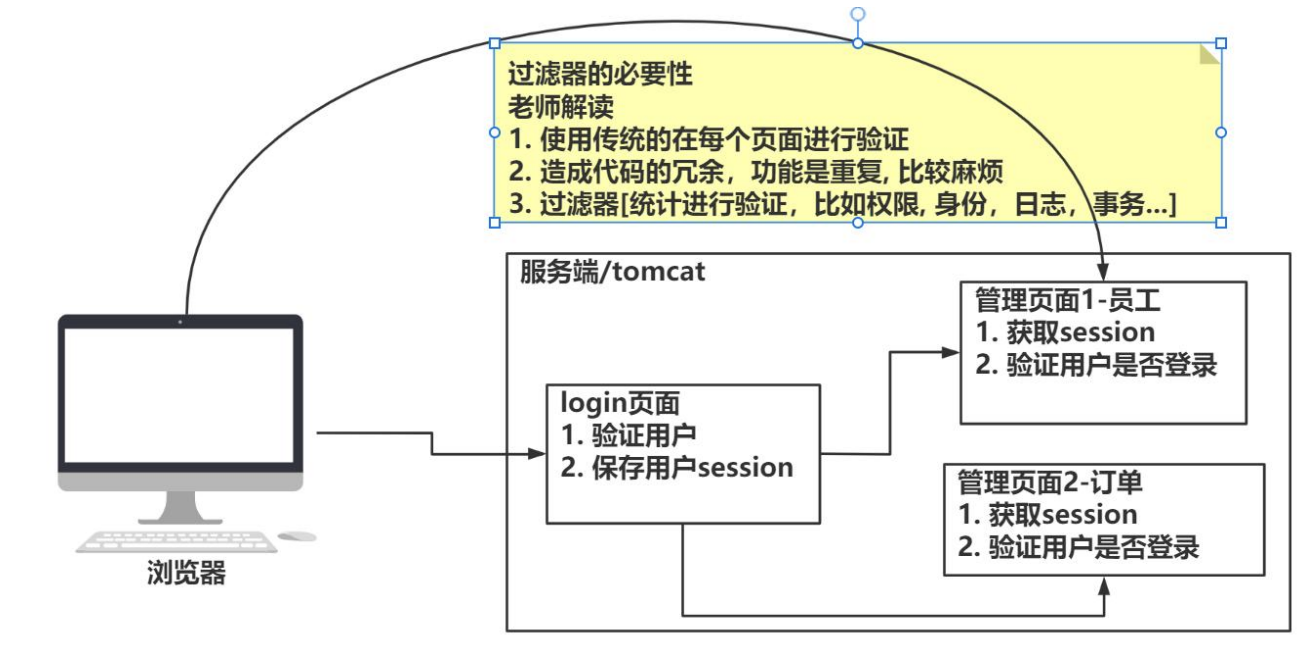 过滤器的必要性
老师解读
1. 使用传统的在每个页面进行验证
2. 造成代码的冗余，功能是重复, 比较麻烦
3. 过滤器[统计进行验证，比如权限, 身份，日志，事务...]
服务端/tomcat
管理页面1-员工
1. 获取session
2. 验证用户是否登录
login页面
1. 验证用户
2. 保存用户session
管理页面2-订单
1. 获取session
2. 验证用户是否登录
浏览器